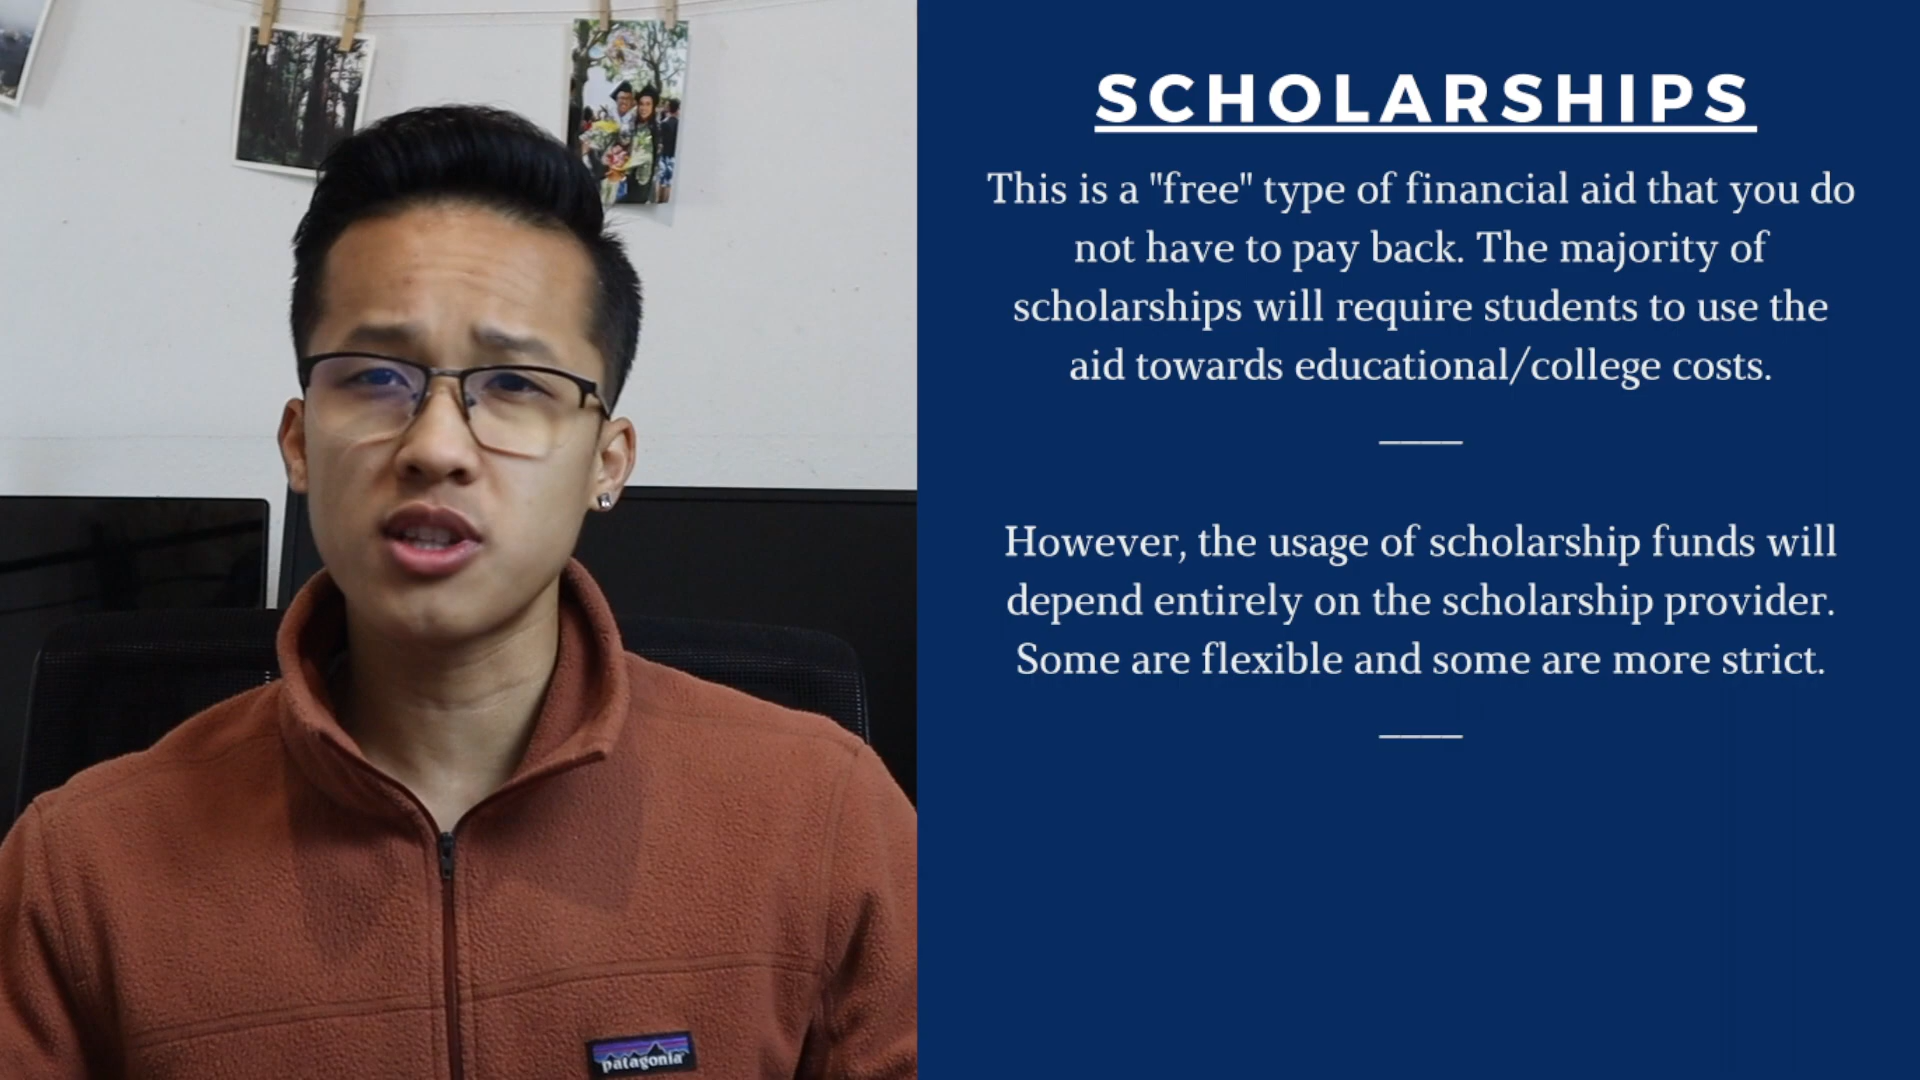 SCHOLARSHIPS
This is a "free" type of financial aid that you do
not have to pay back. The majority of
scholarships will require students to use the
aid towards educational/college costs.
However, the usage of scholarship funds will
depend entirely on the scholarship provider.
Some are flexible and some are more strict.
patagonia